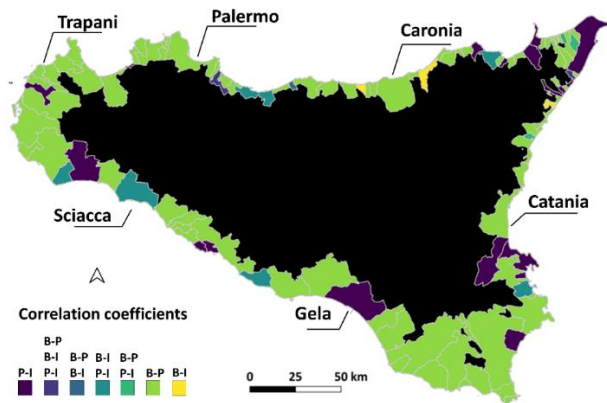 Trapani
Palermo
Caronia
Sciacca
Catania
Gela
Correlation coefficients
B-P
B-I B-P B-I B-P
P-I P-I B-I P-I P-I B-P B-I
0 25 50 km